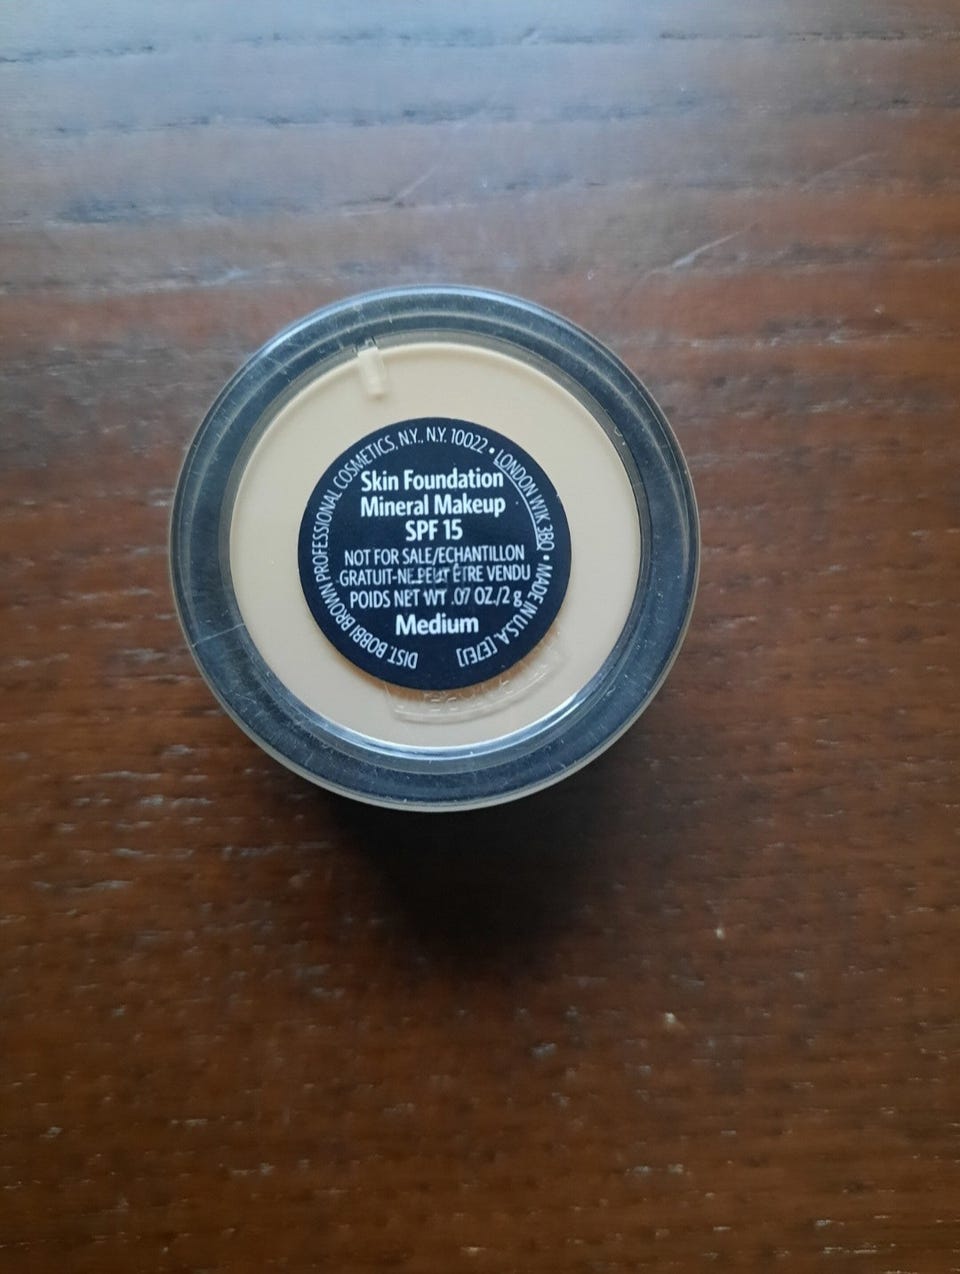 Skin Foundation
Mineral Makeup
SPF 15
NOT FOR SALE/ECHANTILLON
GRATUIT-NE PEUT ÊTRE VENDU
POIDS NET WT .07 OZ./2 g
Medium
DIST. BOBBI BROWN PROFESSIONAL COSMETICS, N.Y., N.Y. 10022 • LONDON W1K 3BQ • MADE IN U.S.A. [E7EJ]